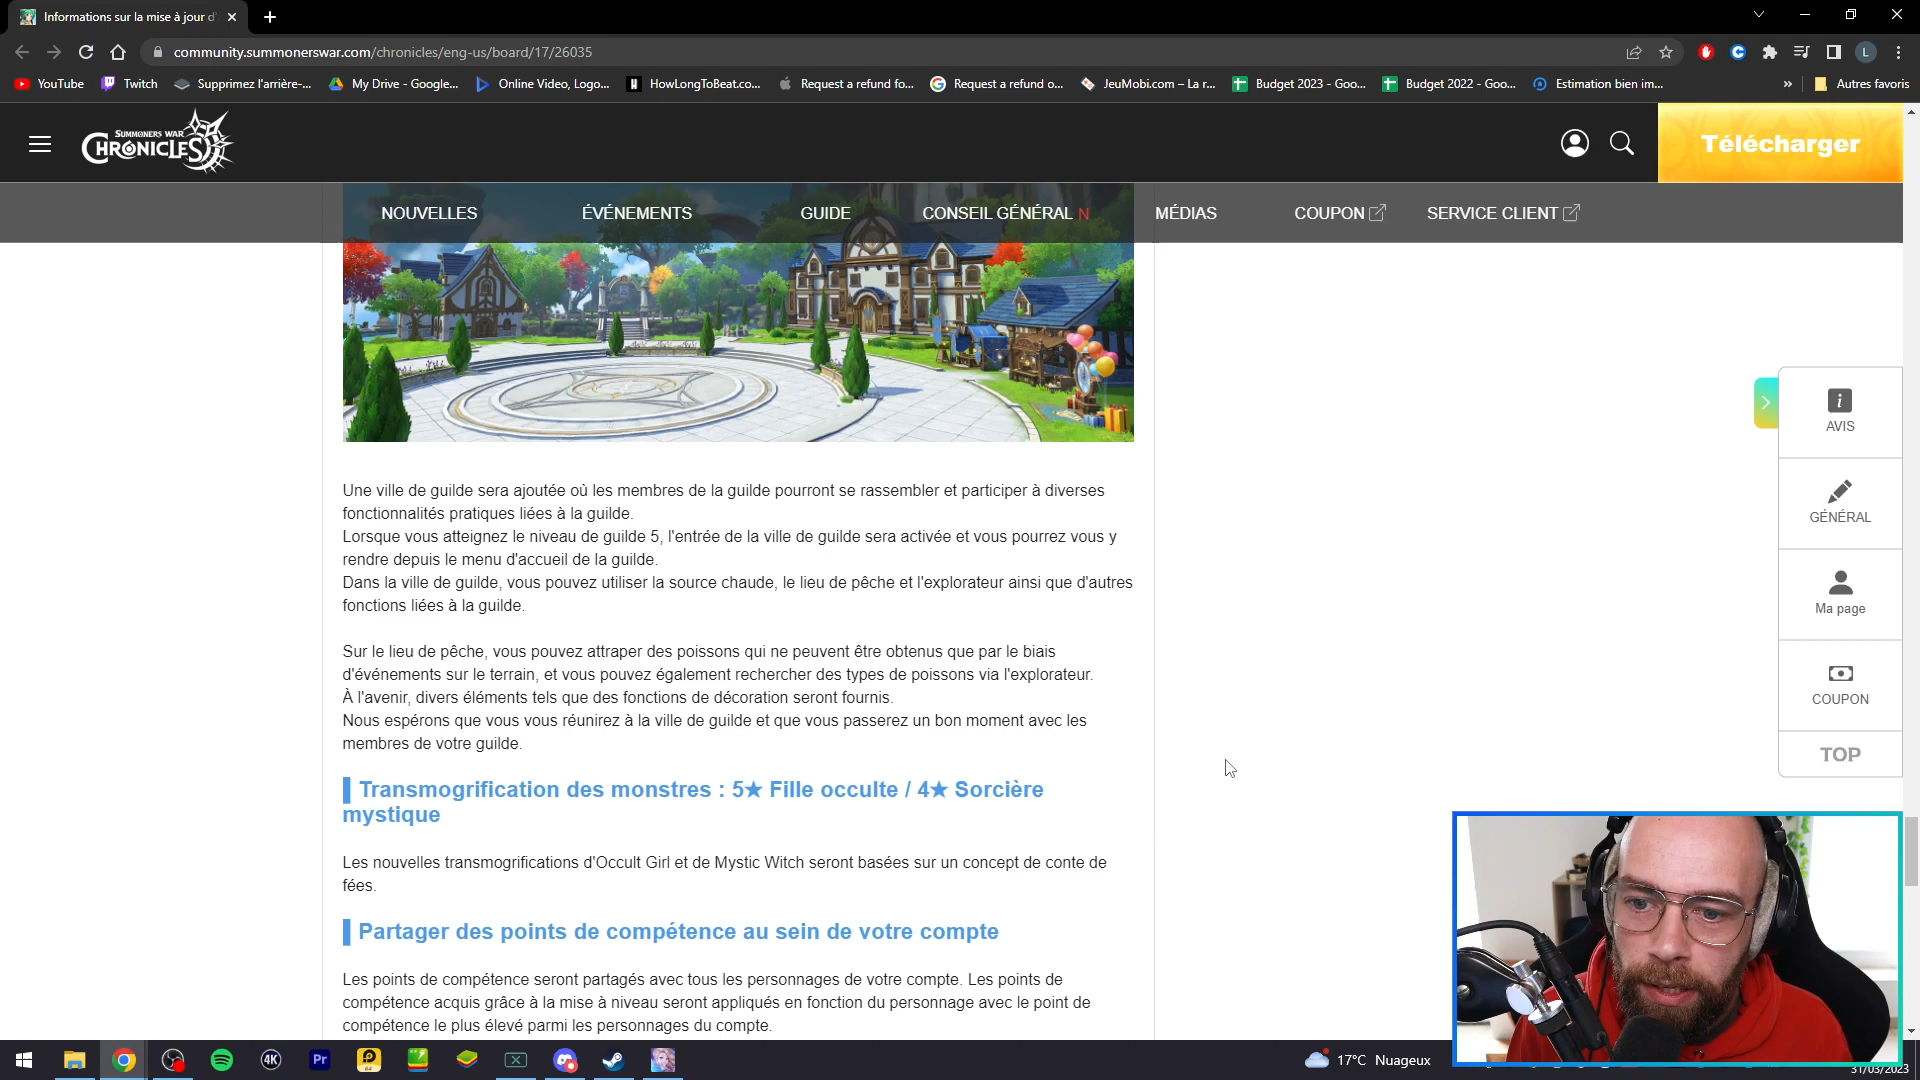 Informations sur la mise à jour d'
community.summonerswar.com/chronicles/eng-us/board/17/26035
L
YouTube Twitch Supprimez l'arrière-... My Drive - Google... Online Video, Logo... HowLongToBeat.co... Request a refund fo... Request a refund o... JeuMobi.com – La r... Budget 2023 - Goo... Budget 2022 - Goo... Estimation bien im... » Autres favoris
SUMMONERS WAR
CHRONICLES
Télécharger
NOUVELLES ÉVÉNEMENTS GUIDE CONSEIL GÉNÉRAL N MÉDIAS COUPON SERVICE CLIENT
Une ville de guilde sera ajoutée où les membres de la guilde pourront se rassembler et participer à diverses
fonctionnalités pratiques liées à la guilde.
Lorsque vous atteignez le niveau de guilde 5, l'entrée de la ville de guilde sera activée et vous pourrez vous y
rendre depuis le menu d'accueil de la guilde.
Dans la ville de guilde, vous pouvez utiliser la source chaude, le lieu de pêche et l'explorateur ainsi que d'autres
fonctions liées à la guilde.
Sur le lieu de pêche, vous pouvez attraper des poissons qui ne peuvent être obtenus que par le biais
d'événements sur le terrain, et vous pouvez également rechercher des types de poissons via l'explorateur.
À l'avenir, divers éléments tels que des fonctions de décoration seront fournis.
Nous espérons que vous vous réunirez à la ville de guilde et que vous passerez un bon moment avec les
membres de votre guilde.
Transmogrification des monstres : 5★ Fille occulte / 4★ Sorcière
mystique
Les nouvelles transmogrifications d'Occult Girl et de Mystic Witch seront basées sur un concept de conte de
fées.
Partager des points de compétence au sein de votre compte
Les points de compétence seront partagés avec tous les personnages de votre compte. Les points de
compétence acquis grâce à la mise à niveau seront appliqués en fonction du personnage avec le point de
compétence le plus élevé parmi les personnages du compte.
AVIS
GÉNÉRAL
Ma page
COUPON
TOP
4K Pr 64
17°C Nuageux
31/03/2023